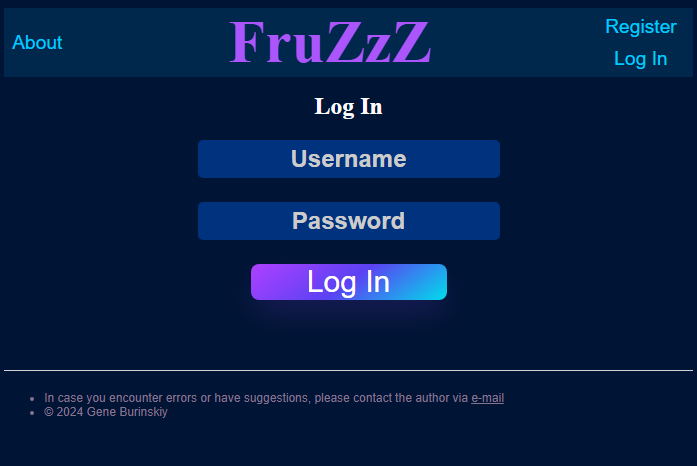 About
FruZzZ
Register
Log In
Log In
Username
Password
Log In
In case you encounter errors or have suggestions, please contact the author via e-mail
© 2024 Gene Burinskiy